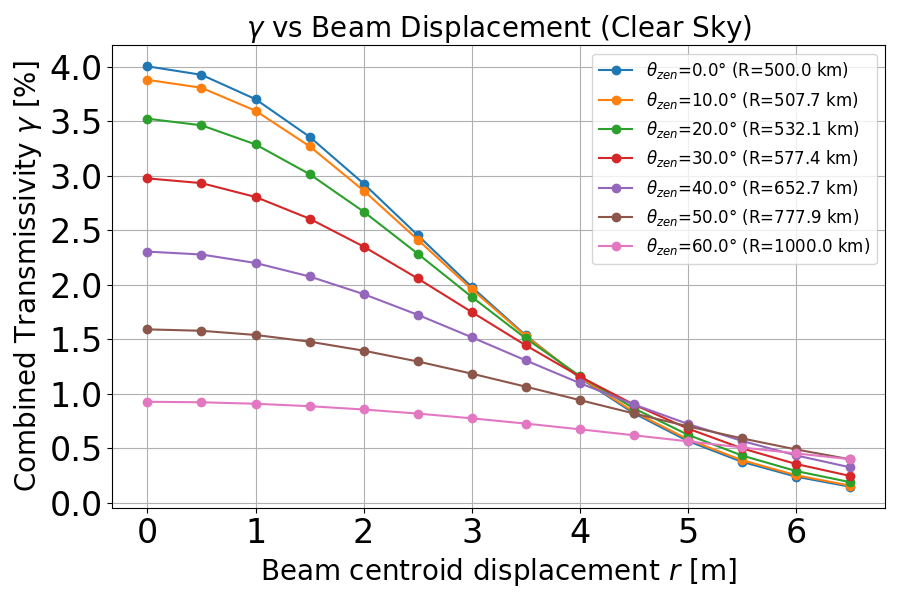 γ vs Beam Displacement (Clear Sky)
Combined Transmissivity γ [%]
4.0
3.5
3.0
2.5
2.0
1.5
1.0
0.5
0.0
θzen=0.0° (R=500.0 km)
θzen=10.0° (R=507.7 km)
θzen=20.0° (R=532.1 km)
θzen=30.0° (R=577.4 km)
θzen=40.0° (R=652.7 km)
θzen=50.0° (R=777.9 km)
θzen=60.0° (R=1000.0 km)
0 1 2 3 4 5 6
Beam centroid displacement r [m]